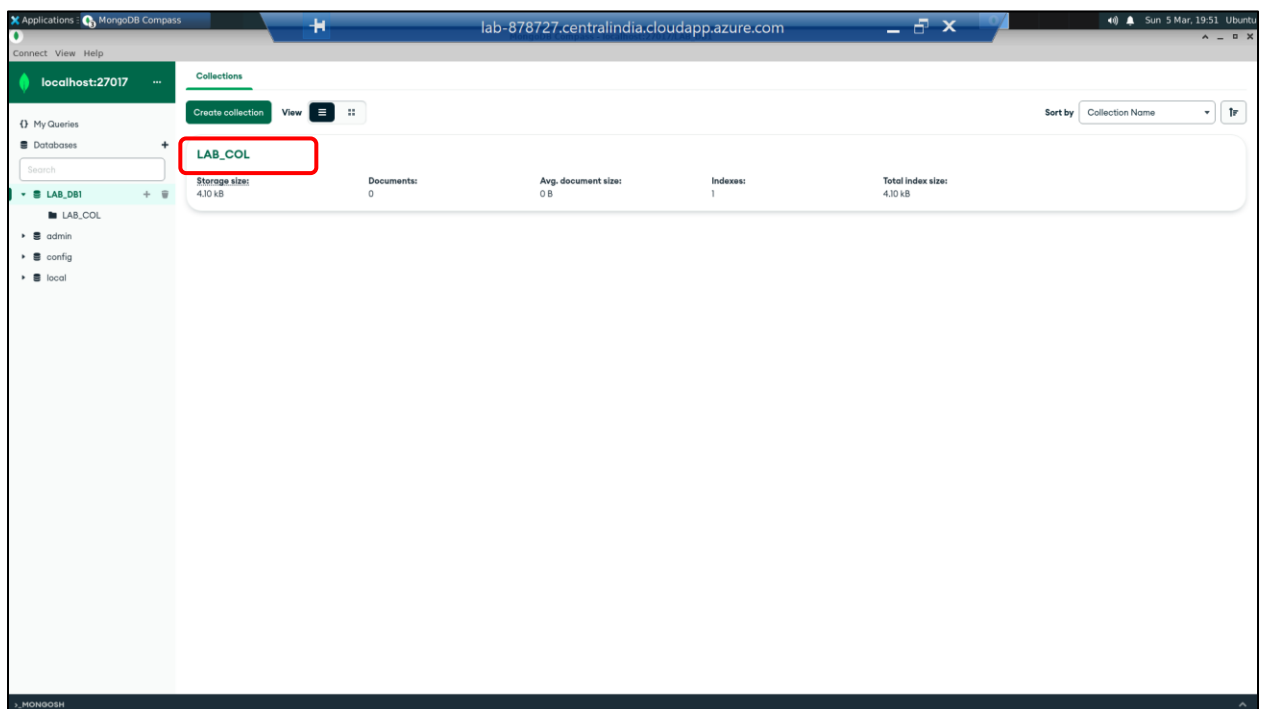 Applications : MongoDB Compass
lab-878727.centralindia.cloudapp.azure.com
Sun 5 Mar, 19:51 Ubuntu
Connect View Help
localhost:27017 ...
Collections
{} My Queries
Create collection View
Sort by Collection Name
Databases +
Search
LAB_COL
LAB_DB1 +
Storage size: Documents: Avg. document size: Indexes: Total index size:
4.10 kB 0 0 B 1 4.10 kB
LAB_COL
admin
config
local
>_MONGOSH